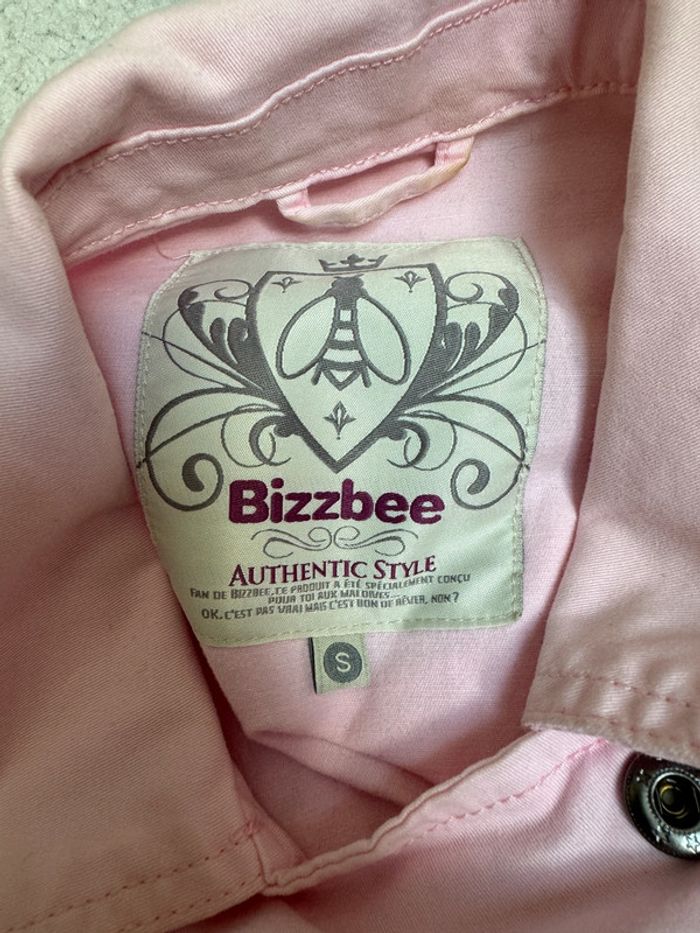 Bizzbee
AUTHENTIC STYLE
FAN DE BIZZBEE, CE PRODUIT A ÉTÉ SPÉCIALEMENT CONÇU
POUR TOI AUX MALDIVES...
OK, C'EST PAS VRAI MAIS C'EST BON DE RÊVER, NON ?
S